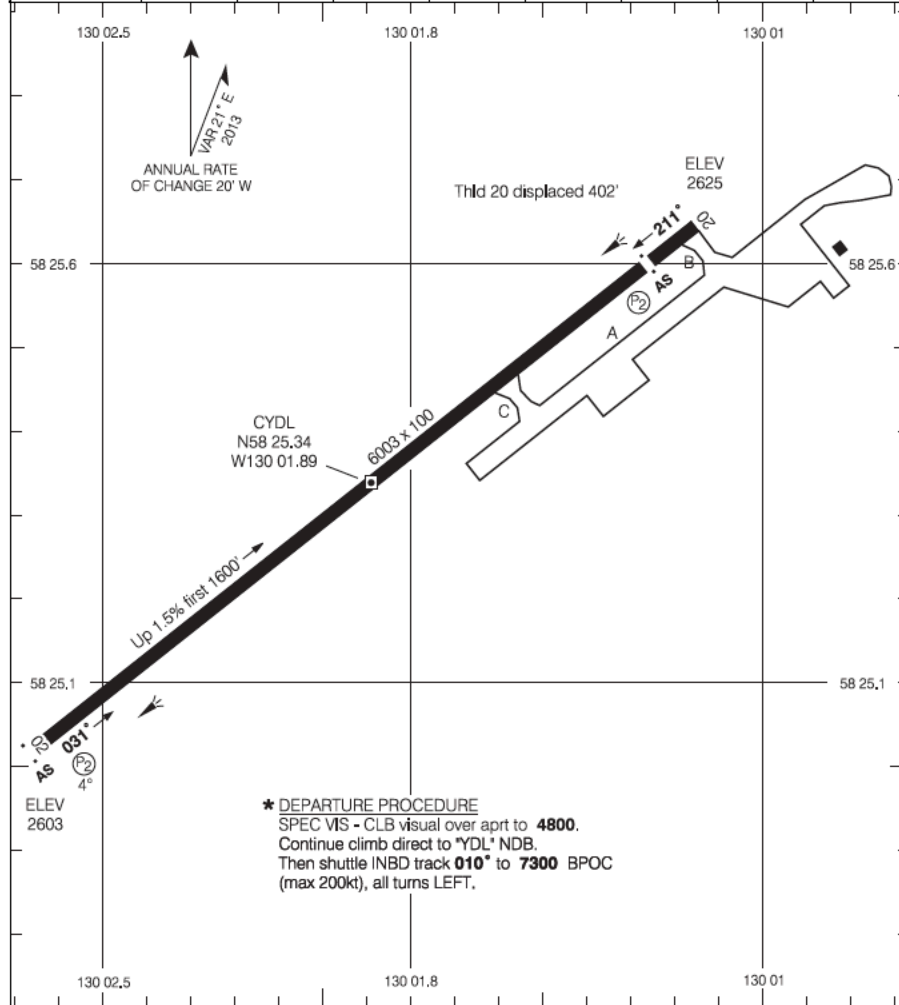 130 02.5
130 01.8
130 01
VAR 21° E
2013
ANNUAL RATE
OF CHANGE 20' W
ELEV
2625
Thld 20 displaced 402'
211°
20
58 25.6
58 25.6
B
AS
P2
A
C
CYDL
N58 25.34
W130 01.89
6003 x 100
Up 1.5% first 1600'
58 25.1
58 25.1
02
031°
AS
P2
4°
ELEV
2603
* DEPARTURE PROCEDURE
SPEC VIS - CLB visual over aprt to 4800.
Continue climb direct to "YDL" NDB.
Then shuttle INBD track 010° to 7300 BPOC
(max 200kt), all turns LEFT.
130 02.5
130 01.8
130 01